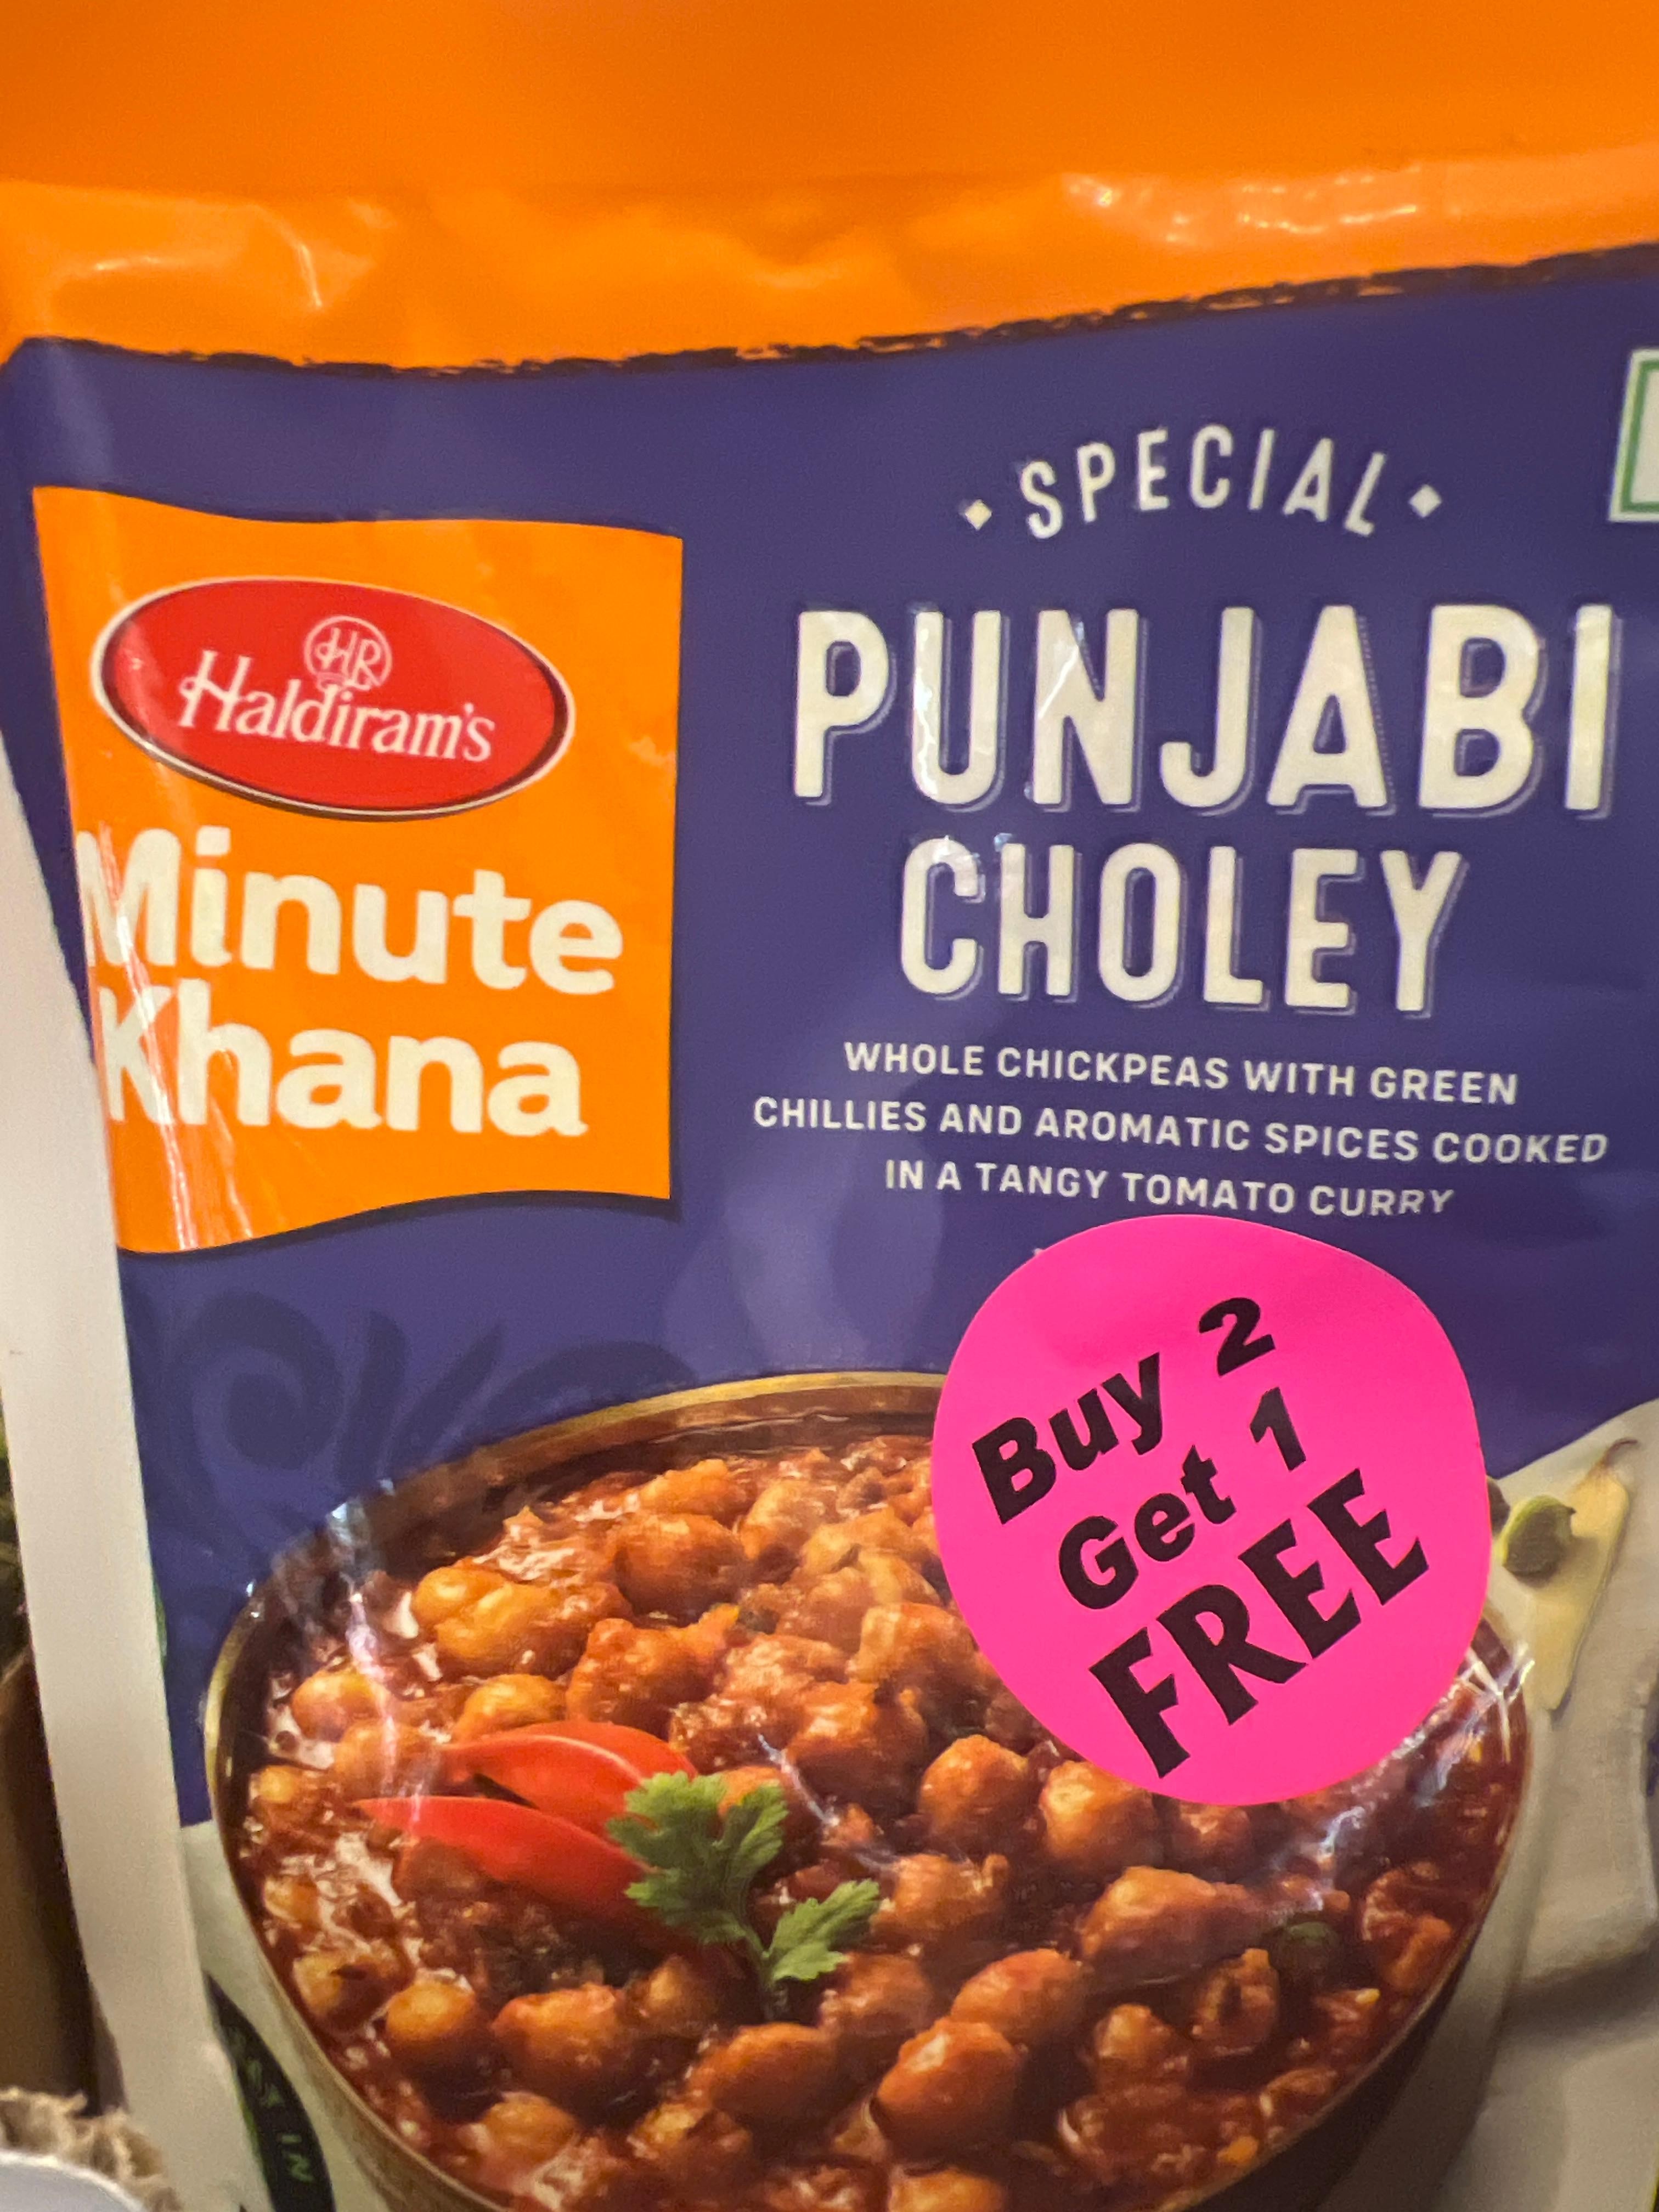 SPECIAL
PUNJABI
CHOLEY
WHOLE CHICKPEAS WITH GREEN
CHILLIES AND AROMATIC SPICES COOKED
IN A TANGY TOMATO CURRY
HR
Haldiram's
Minute
Khana
Buy 2
Get 1
FREE
IN